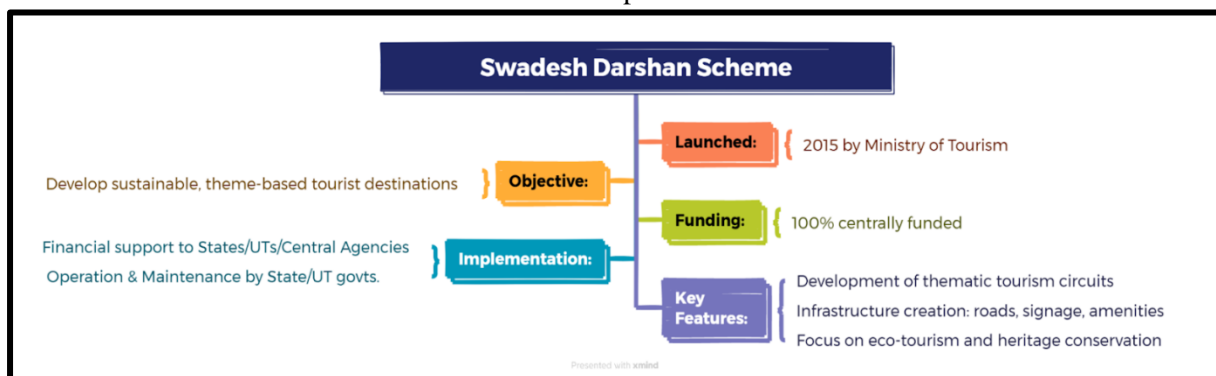 Swadesh Darshan Scheme
Launched:
2015 by Ministry of Tourism
Develop sustainable, theme-based tourist destinations
Objective:
Funding:
100% centrally funded
Financial support to States/UTs/Central Agencies
Operation & Maintenance by State/UT govts.
Implementation:
Key
Features:
Development of thematic tourism circuits
Infrastructure creation: roads, signage, amenities
Focus on eco-tourism and heritage conservation
Presented with xmind